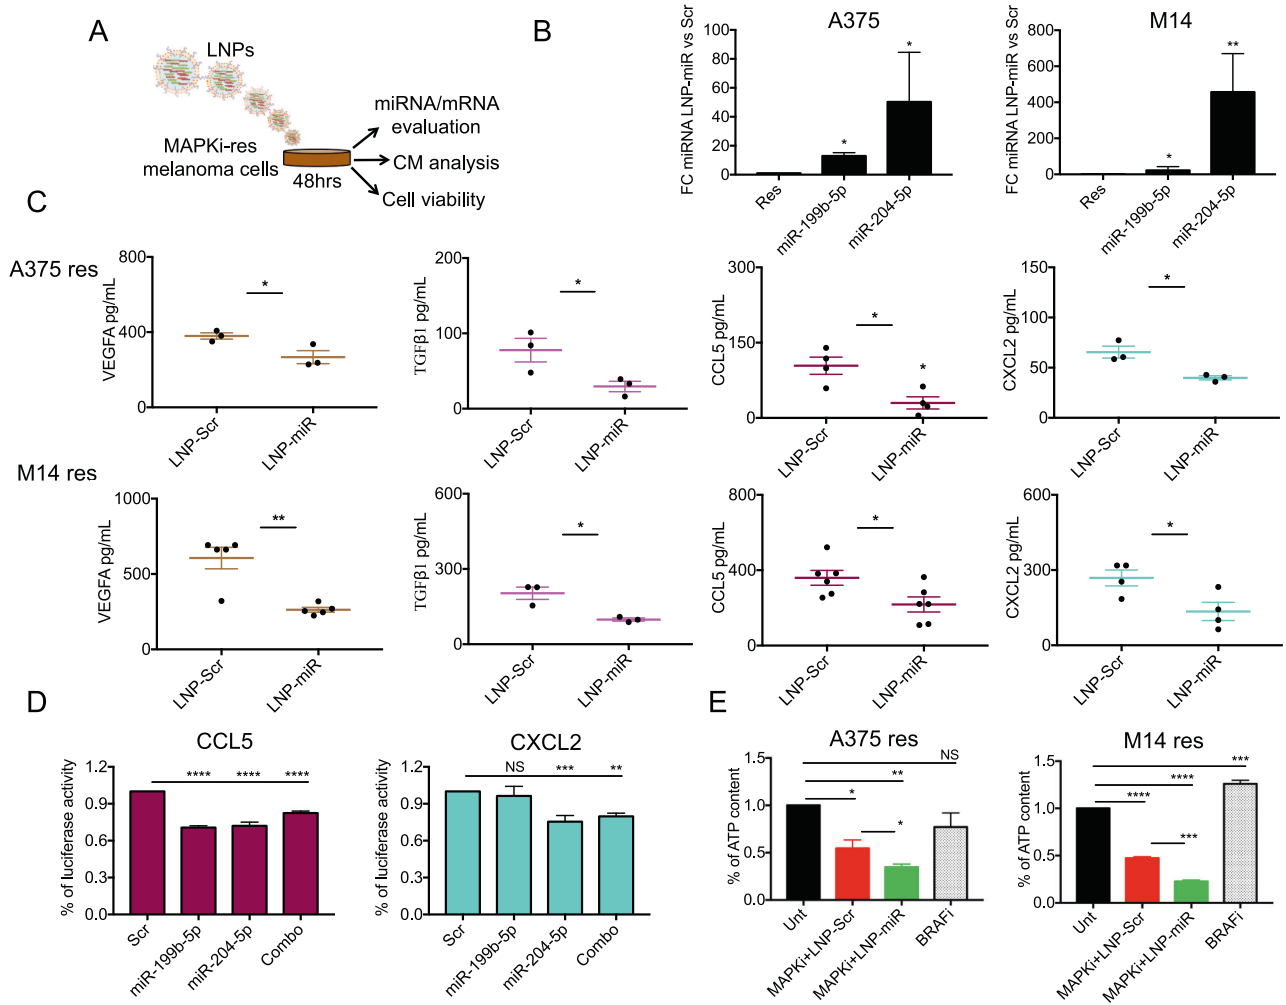 A
LNPs
MAPKi-res
melanoma cells
48hrs
miRNA/mRNA
evaluation
CM analysis
Cell viability
B
A375
FC miRNA LNP-miR vs Scr
800
600
400
200
0
*
*
Res
miR-199b-5p
miR-204-5p
M14
FC miRNA LNP-miR vs Scr
800
600
400
200
0
*
**
Res
miR-199b-5p
miR-204-5p
C
A375 res
VEGFA pg/mL
800
400
0
*
LNP-Scr
LNP-miR
TGFβ1 pg/mL
200
100
0
*
LNP-Scr
LNP-miR
CCL5 pg/mL
300
150
0
*
*
LNP-Scr
LNP-miR
CXCL2 pg/mL
150
100
50
0
*
LNP-Scr
LNP-miR
M14 res
VEGFA pg/mL
1000
500
0
**
LNP-Scr
LNP-miR
TGFβ1 pg/mL
600
300
0
*
LNP-Scr
LNP-miR
CCL5 pg/mL
800
400
0
*
LNP-Scr
LNP-miR
CXCL2 pg/mL
600
300
0
*
LNP-Scr
LNP-miR
D
CCL5
% of luciferase activity
1.2
0.9
0.6
0.3
0.0
**** **** ****
Scr
miR-199b-5p
miR-204-5p
Combo
CXCL2
% of luciferase activity
1.2
0.9
0.6
0.3
0.0
NS *** **
Scr
miR-199b-5p
miR-204-5p
Combo
E
A375 res
% of ATP content
1.5
1.0
0.5
0.0
NS
**
*
*
Unt
MAPKi+LNP-Scr
MAPKi+LNP-miR
BRAFi
M14 res
% of ATP content
1.5
1.0
0.5
0.0
***
****
****
***
Unt
MAPKi+LNP-Scr
MAPKi+LNP-miR
BRAFi